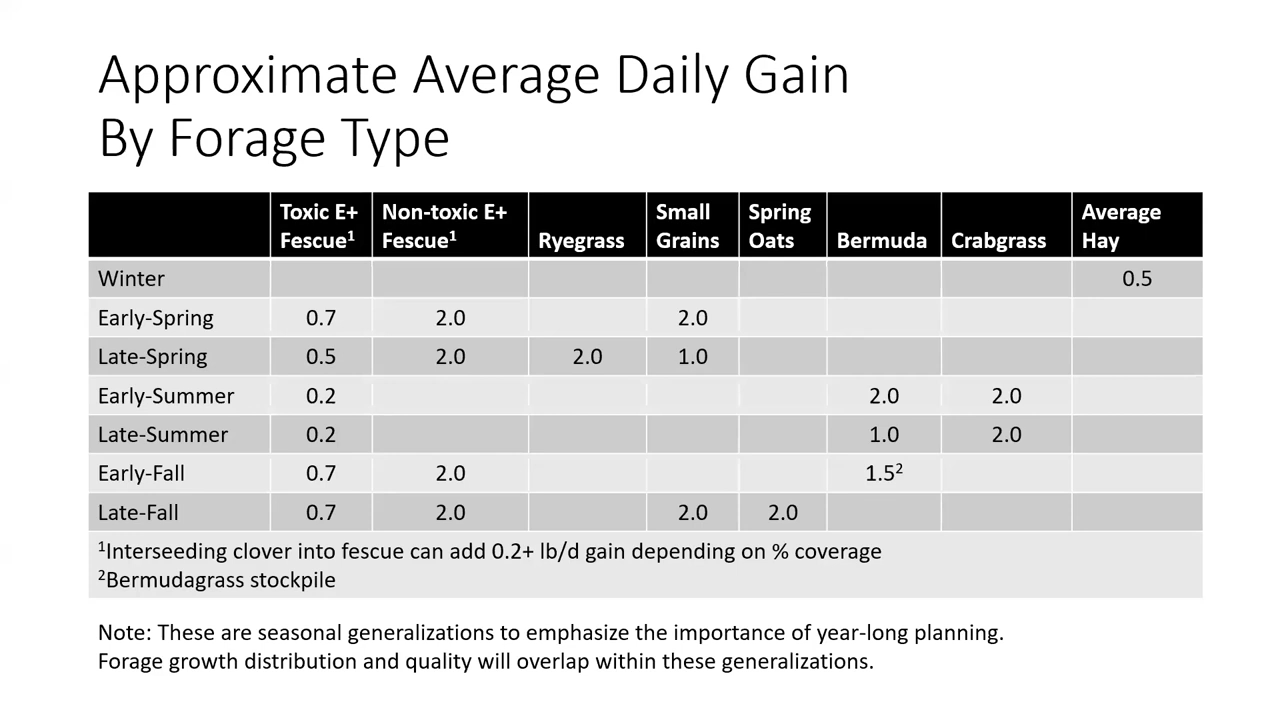 Approximate Average Daily Gain
By Forage Type
Toxic E+ Fescue¹ Non-toxic E+ Fescue¹ Ryegrass Small Grains Spring Oats Bermuda Crabgrass Average Hay
Winter 0.5
Early-Spring 0.7 2.0 2.0
Late-Spring 0.5 2.0 2.0 1.0
Early-Summer 0.2 2.0 2.0
Late-Summer 0.2 1.0 2.0
Early-Fall 0.7 2.0 1.5²
Late-Fall 0.7 2.0 2.0 2.0
¹Interseeding clover into fescue can add 0.2+ lb/d gain depending on % coverage
²Bermudagrass stockpile
Note: These are seasonal generalizations to emphasize the importance of year-long planning.
Forage growth distribution and quality will overlap within these generalizations.